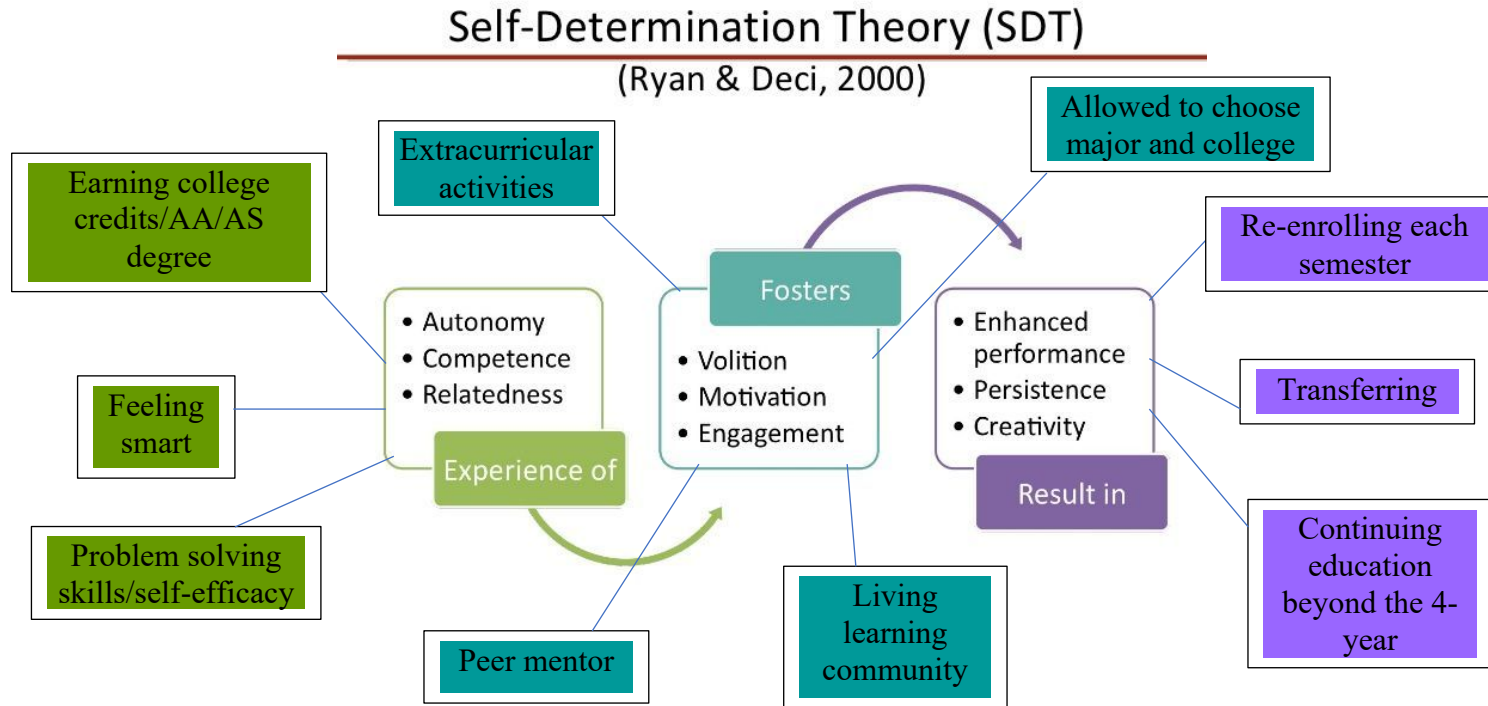 Self-Determination Theory (SDT)
(Ryan & Deci, 2000)
Earning college
credits/AA/AS
degree
Feeling
smart
Problem solving
skills/self-efficacy
• Autonomy
• Competence
• Relatedness
Experience of
Extracurricular
activities
Fosters
• Volition
• Motivation
• Engagement
Peer mentor
Living
learning
community
Allowed to choose
major and college
• Enhanced
performance
• Persistence
• Creativity
Result in
Re-enrolling each
semester
Transferring
Continuing
education
beyond the 4-
year